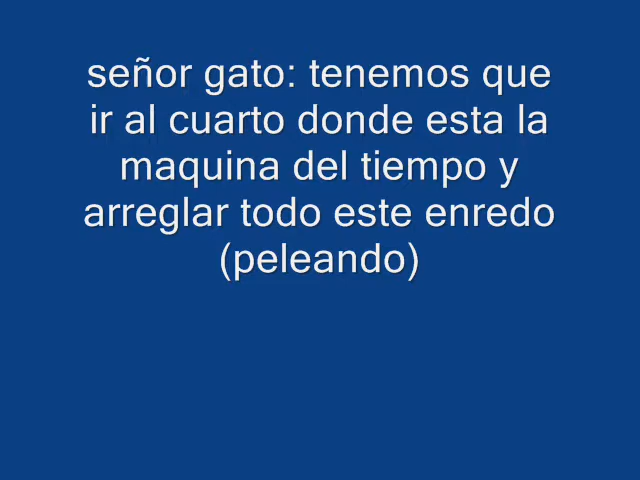 señor gato: tenemos que
ir al cuarto donde esta la
maquina del tiempo y
arreglar todo este enredo
(peleando)